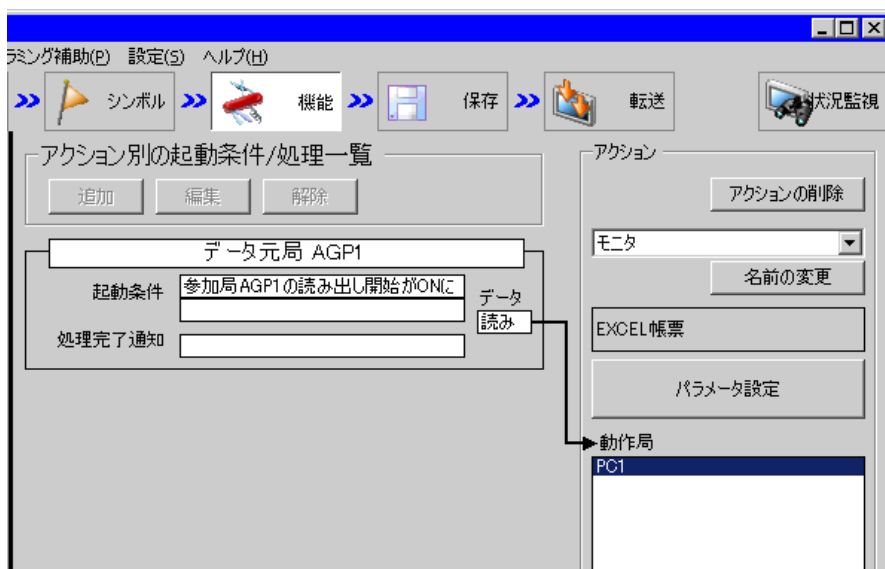 ラミング補助(P) 設定(S) ヘルプ(H)
シンボル 機能 保存 転送 状況監視
アクション別の起動条件/処理一覧
追加 編集 解除
データ元局 AGP1
起動条件 参加局AGP1の読み出し開始がONに
データ
読み
処理完了通知
アクション
アクションの削除
モニタ
名前の変更
EXCEL帳票
パラメータ設定
動作局
PC1